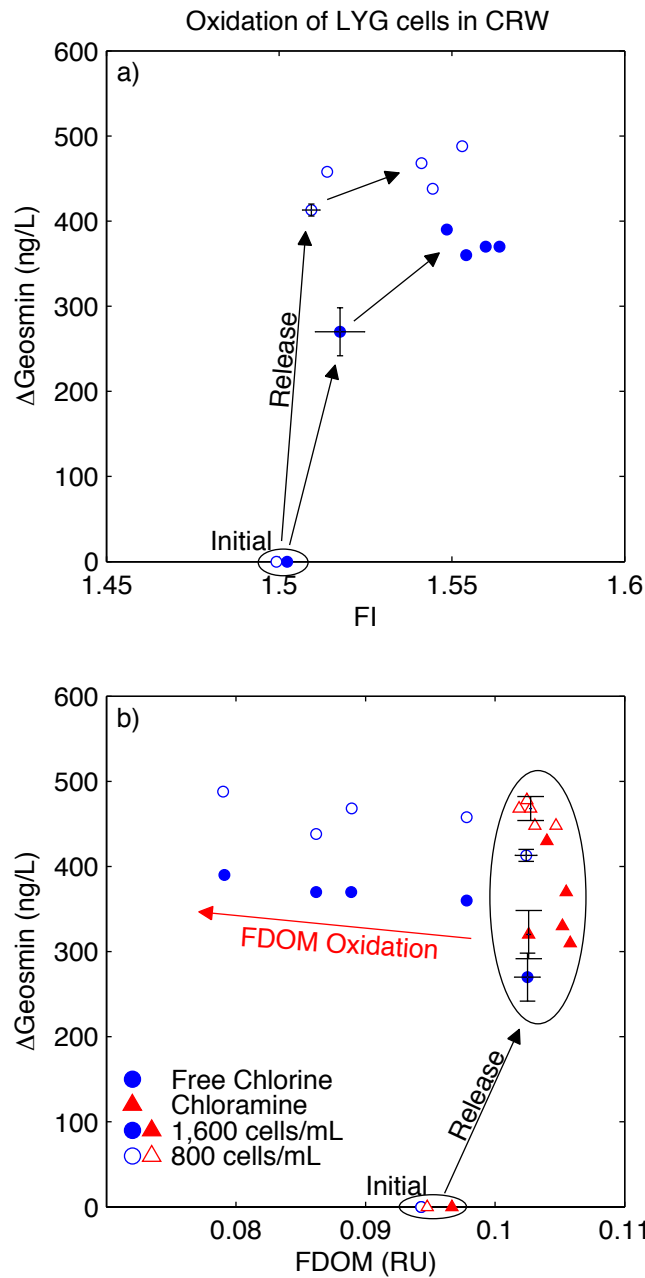 Oxidation of LYG cells in CRW
a)
600
500
400
300
200
100
0
ΔGeosmin (ng/L)
Release
Initial
1.45
1.5
1.55
1.6
FI
b)
600
500
400
300
200
100
0
ΔGeosmin (ng/L)
FDOM Oxidation
Free Chlorine
Chloramine
1,600 cells/mL
800 cells/mL
Release
Initial
0.08
0.09
0.1
0.11
FDOM (RU)